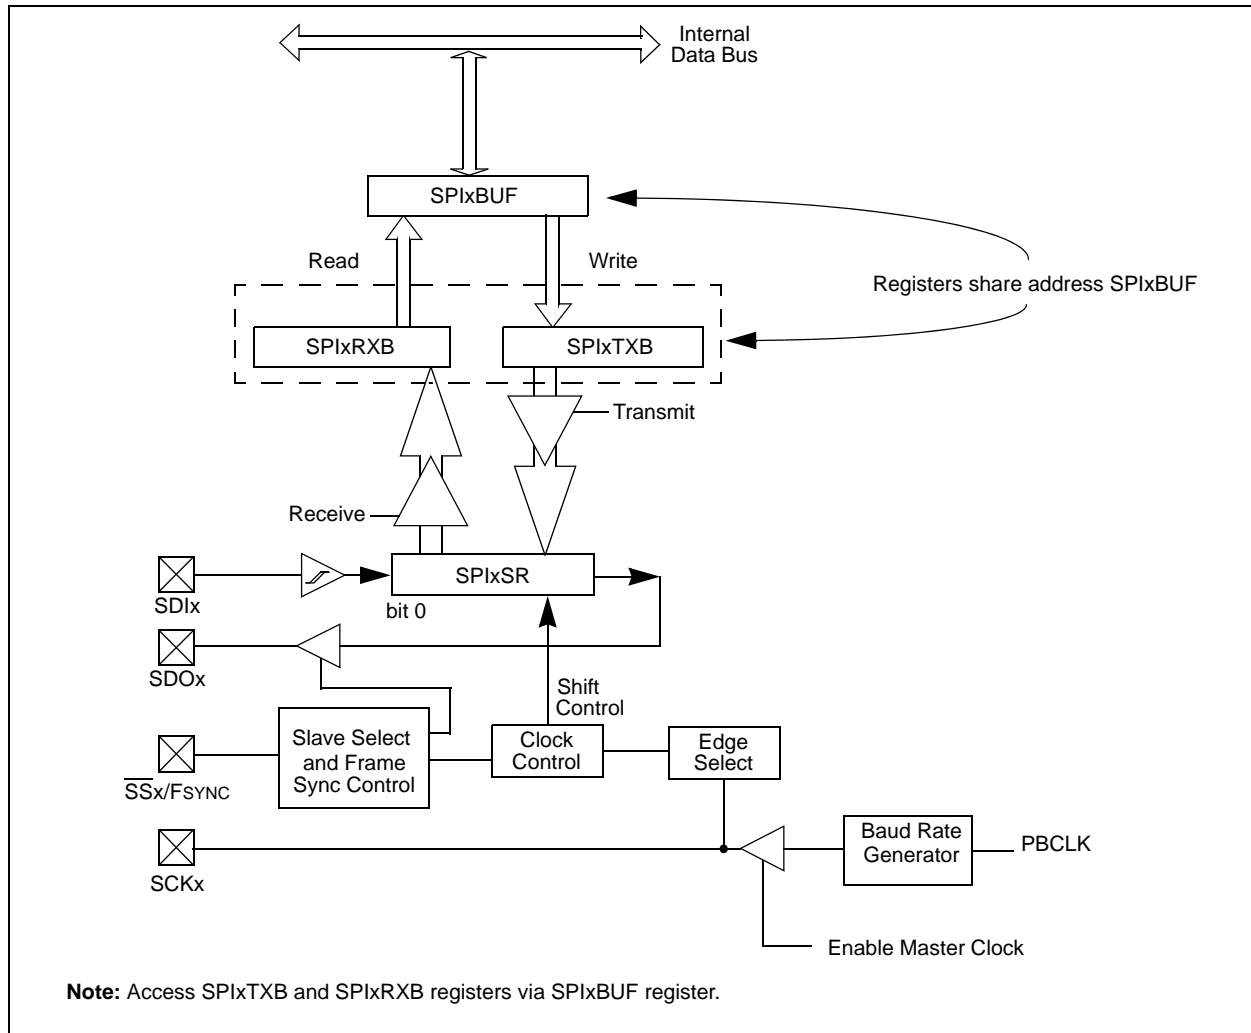 Internal
Data Bus
SPIxBUF
Read
Write
Registers share address SPIxBUF
SPIxRXB
SPIxTXB
Transmit
Receive
SPIxSR
SDIx
bit 0
SDOx
Shift
Control
Slave Select
and Frame
Sync Control
Clock
Control
Edge
Select
SSx/FSYNC
Baud Rate
Generator
PBCLK
SCKx
Enable Master Clock
Note: Access SPIxTXB and SPIxRXB registers via SPIxBUF register.